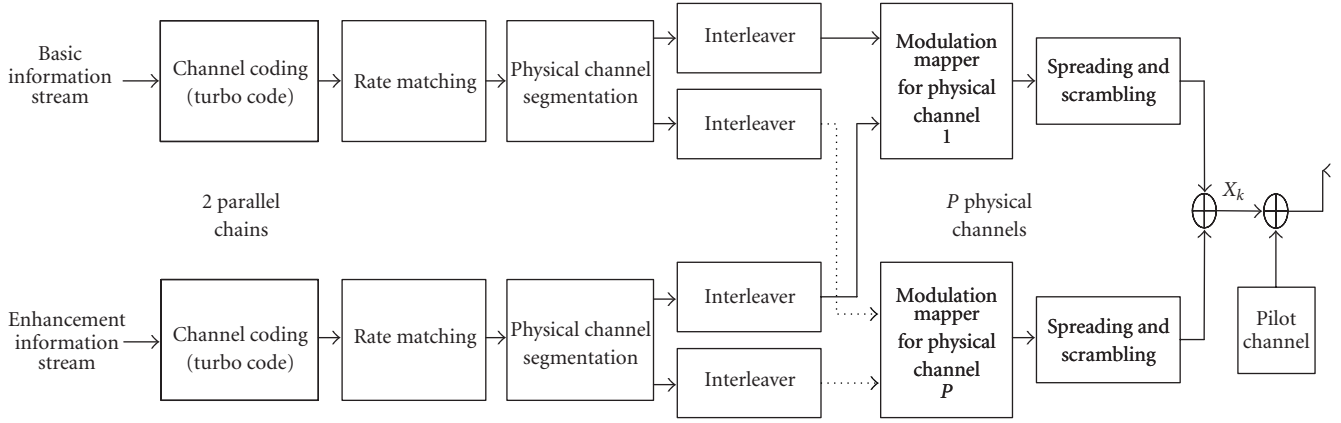 Basic
information
stream
Channel coding
(turbo code)
Rate matching
Physical channel
segmentation
Interleaver
Interleaver
Modulation
mapper
for physical
channel
1
Spreading and
scrambling
2 parallel
chains
P physical
channels
X_k
Enhancement
information
stream
Channel coding
(turbo code)
Rate matching
Physical channel
segmentation
Interleaver
Interleaver
Modulation
mapper
for physical
channel
P
Spreading and
scrambling
Pilot
channel